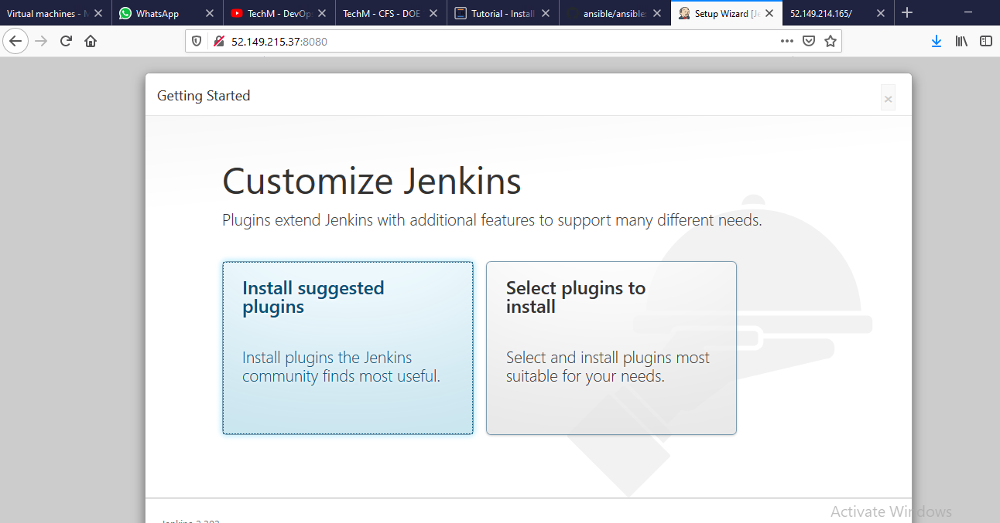 Virtual machines - M
WhatsApp
TechM - DevOp
TechM - CFS - DOE
Tutorial - Install
ansible/ansible:
Setup Wizard [Je
52.149.214.165/
52.149.215.37:8080
Getting Started
Customize Jenkins
Plugins extend Jenkins with additional features to support many different needs.
Install suggested
plugins
Install plugins the Jenkins
community finds most useful.
Select plugins to
install
Select and install plugins most
suitable for your needs.
Activate Windows